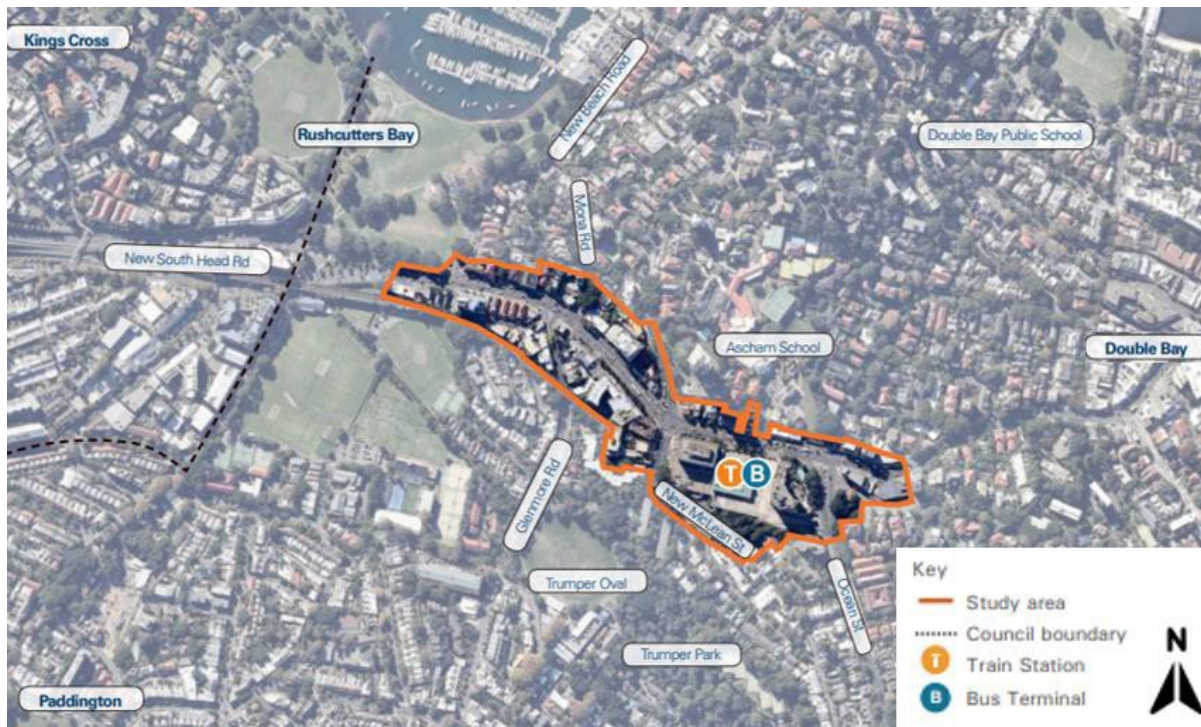 Kings Cross
New Beach Road
Rushcutters Bay
Double Bay Public School
Mona Rd
New South Head Rd
Ascham School
Double Bay
T B
Glenmore Rd
New McLean St
Trumper Oval
Ocean St
Trumper Park
Paddington
Key
Study area
Council boundary
T Train Station
B Bus Terminal
N